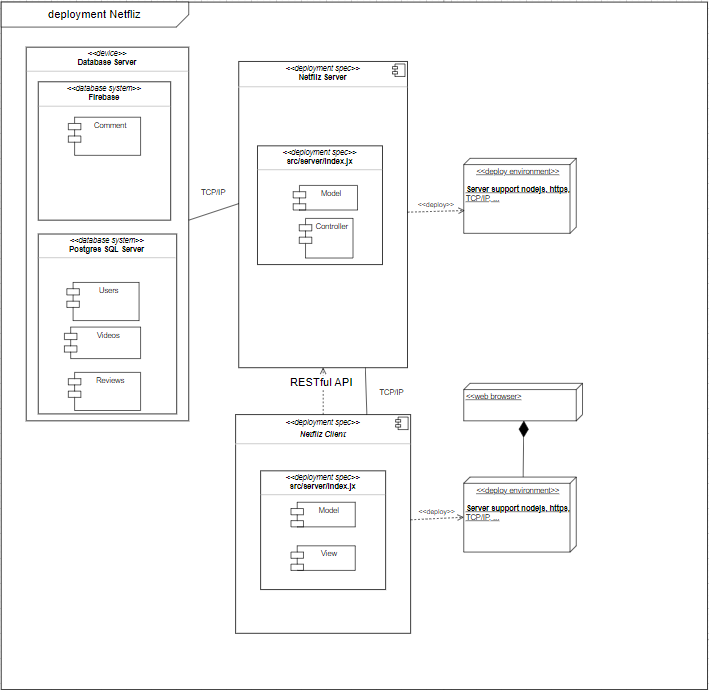 deployment Netfliz
<<device>>
Database Server
<<database system>>
Firebase
Comment
<<database system>>
Postgres SQL Server
Users
Videos
Reviews
TCP/IP
<<deployment spec>>
Netfliz Server
<<deployment spec>>
src/server/index.jx
Model
Controller
<<deploy>>
<<deploy environment>>
Server support nodejs, https,
TCP/IP, ...
RESTful API
TCP/IP
<<deployment spec>>
Netfliz Client
<<deployment spec>>
src/server/index.jx
Model
View
<<deploy>>
<<web browser>
<<deploy environment>>
Server support nodejs, https,
TCP/IP, ...